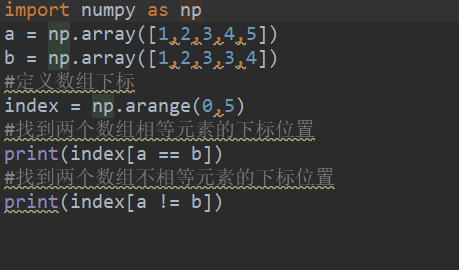 import numpy as np
a = np.array([1,2,3,4,5])
b = np.array([1,2,3,3,4])
#定义数组下标
index = np.arange(0,5)
#找到两个数组相等元素的下标位置
print(index[a == b])
#找到两个数组不相等元素的下标位置
print(index[a != b])